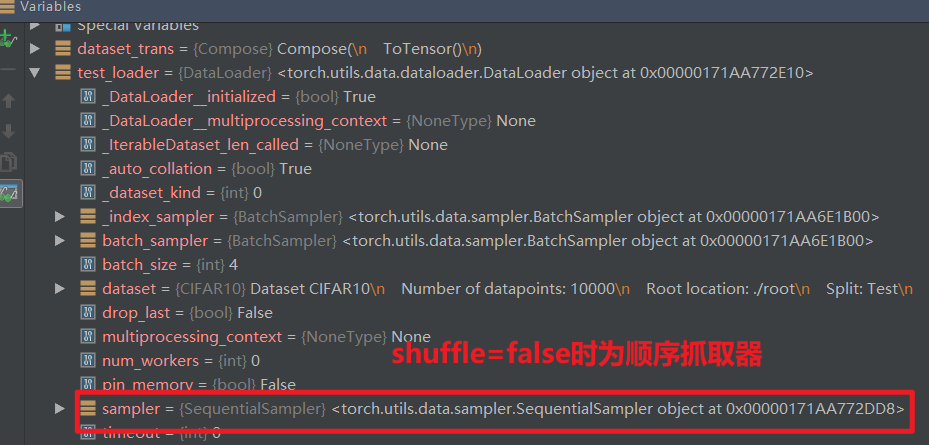 Variables
Special Variables
dataset_trans = {Compose} Compose(\n    ToTensor()\n)
test_loader = {DataLoader} <torch.utils.data.dataloader.DataLoader object at 0x00000171AA772E10>
_DataLoader__initialized = {bool} True
_DataLoader__multiprocessing_context = {NoneType} None
_IterableDataset_len_called = {NoneType} None
_auto_collation = {bool} True
_dataset_kind = {int} 0
_index_sampler = {BatchSampler} <torch.utils.data.sampler.BatchSampler object at 0x00000171AA6E1B00>
batch_sampler = {BatchSampler} <torch.utils.data.sampler.BatchSampler object at 0x00000171AA6E1B00>
batch_size = {int} 4
dataset = {CIFAR10} Dataset CIFAR10\n    Number of datapoints: 10000\n    Root location: ./root\n    Split: Test\n
drop_last = {bool} False
multiprocessing_context = {NoneType} None
shuffle=false时为顺序抓取器
num_workers = {int} 0
pin_memory = {bool} False
sampler = {SequentialSampler} <torch.utils.data.sampler.SequentialSampler object at 0x00000171AA772DD8>
timeout = {int} 0